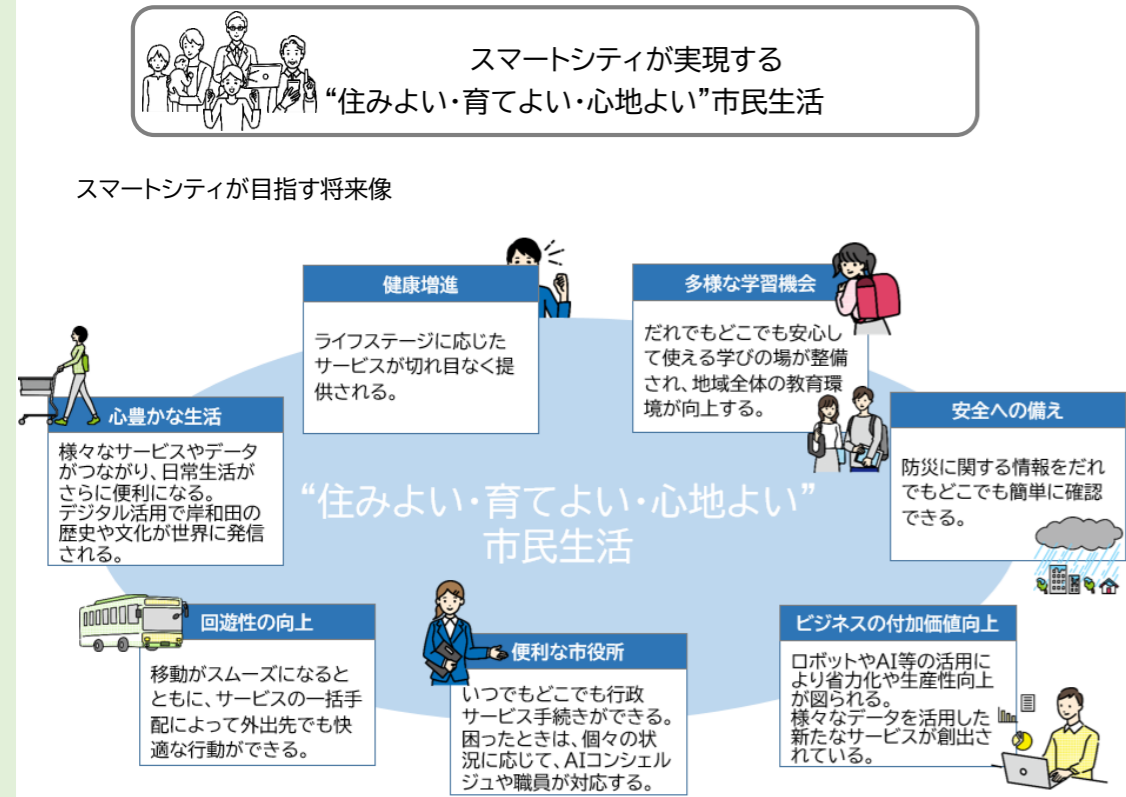 スマートシティが実現する
“住みよい・育てよい・心地よい”市民生活
スマートシティが目指す将来像
健康増進
ライフステージに応じた
サービスが切れ目なく提
供される。
多様な学習機会
だれでもどこでも安心し
て使える学びの場が整備
され、地域全体の教育環
境が向上する。
心豊かな生活
様々なサービスやデータ
がつながり、日常生活が
さらに便利になる。
デジタル活用で岸和田の
歴史や文化が世界に発信
される。
安全への備え
防災に関する情報をだれ
でもどこでも簡単に確認
できる。
“住みよい・育てよい・心地よい”
市民生活
回遊性の向上
移動がスムーズになると
ともに、サービスの一括手
配によって外出先でも快
適な行動ができる。
便利な市役所
いつでもどこでも行政
サービス手続きができる。
困ったときは、個々の状
況に応じて、AIコンシェル
ジュや職員が対応する。
ビジネスの付加価値向上
ロボットやAI等の活用に
より省力化や生産性向上
が図られる。
様々なデータを活用した
新たなサービスが創出さ
れている。